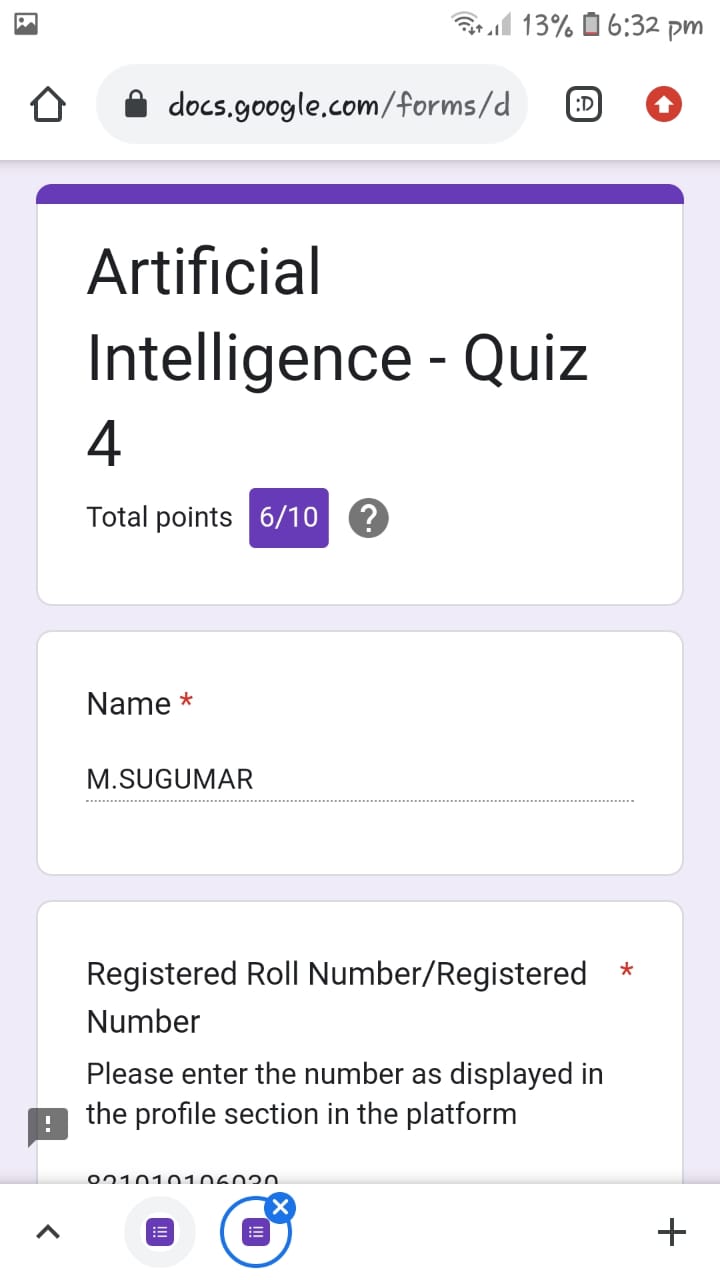 13% 6:32 pm
docs.google.com/forms/d
:D
Artificial
Intelligence - Quiz
4
Total points 6/10 ?
Name *
M.SUGUMAR
Registered Roll Number/Registered *
Number
Please enter the number as displayed in
the profile section in the platform